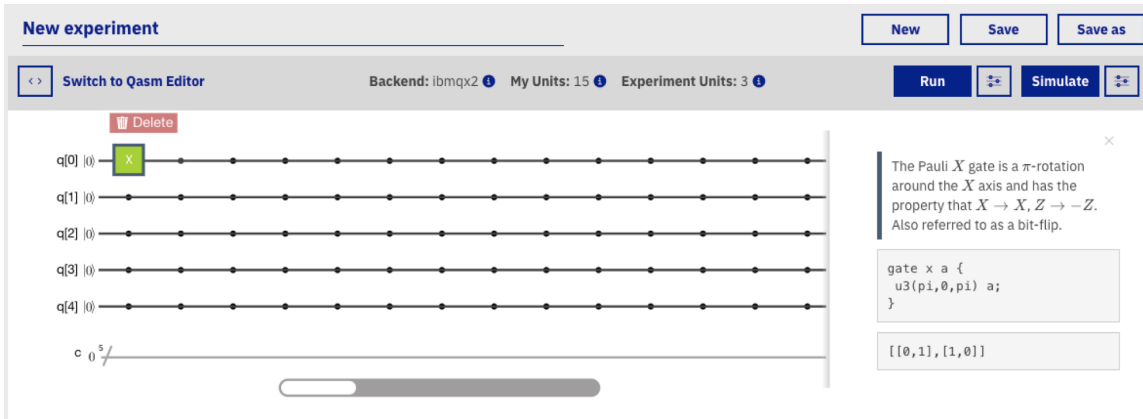 New experiment
New
Save
Save as
<> Switch to Qasm Editor
Backend: ibmqx2 My Units: 15 Experiment Units: 3
Run
Simulate
Delete
q[0] |0⟩ X
q[1] |0⟩
q[2] |0⟩
q[3] |0⟩
q[4] |0⟩
c 0 5
×
The Pauli X gate is a π-rotation
around the X axis and has the
property that X → X, Z → −Z.
Also referred to as a bit-flip.
gate x a {
u3(pi,0,pi) a;
}
[[0,1],[1,0]]